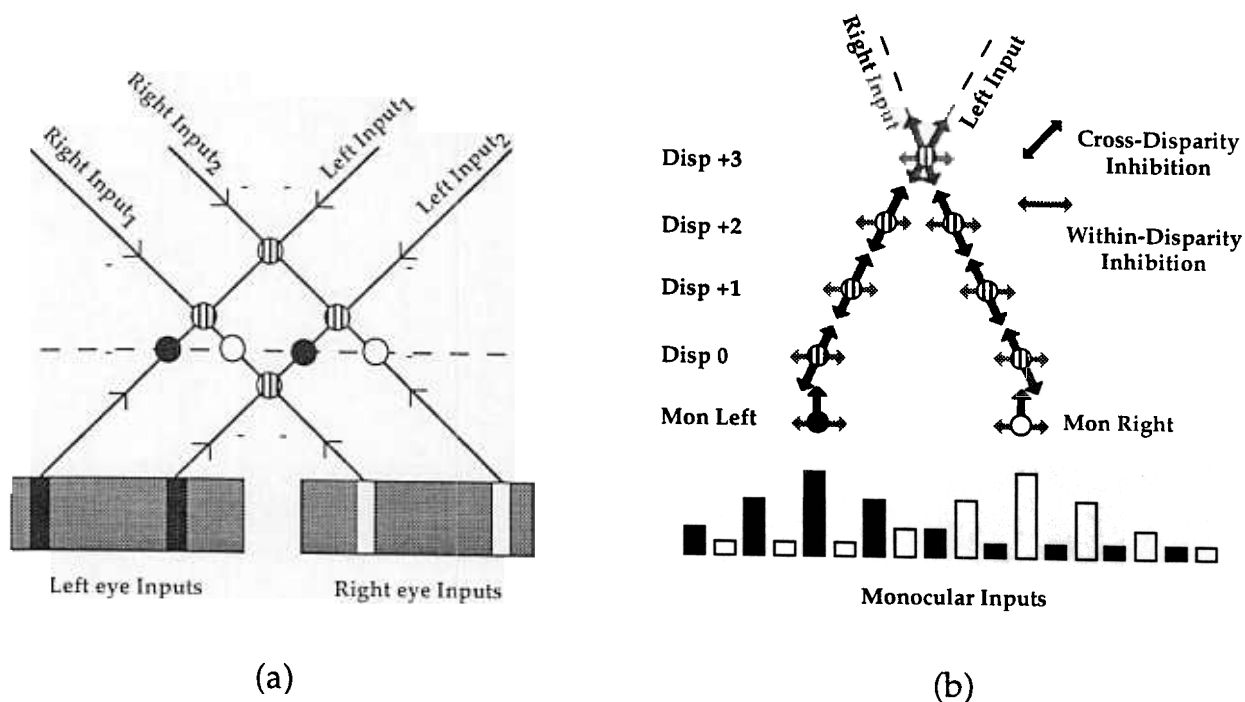 Right Input1
Right Input2
Left Input1
Left Input2
Left eye Inputs
Right eye Inputs
(a)
Right Input
Left Input
Disp +3
Disp +2
Disp +1
Disp 0
Mon Left
Mon Right
Cross-Disparity
Inhibition
Within-Disparity
Inhibition
Monocular Inputs
(b)